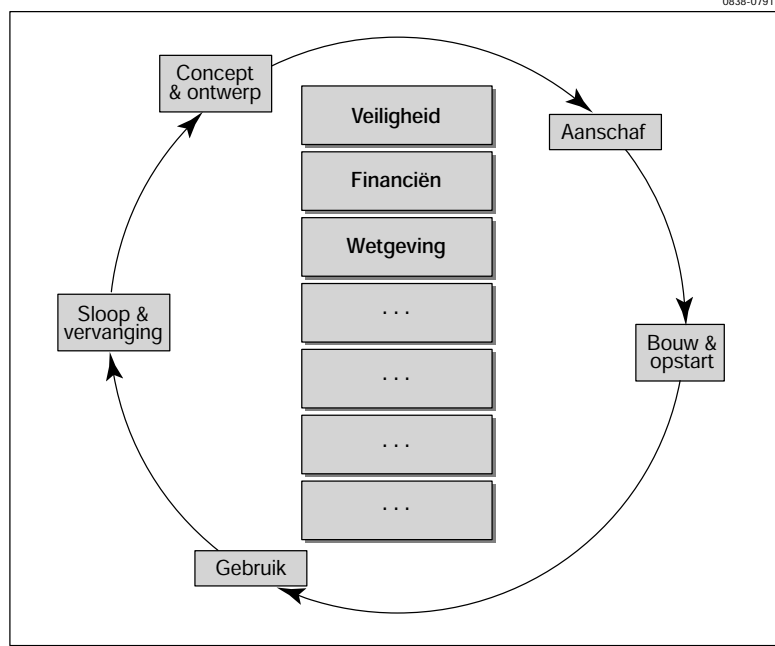 0838-0791
Concept
& ontwerp
Veiligheid
Aanschaf
Financiën
Wetgeving
Sloop &
vervanging
. . .
Bouw &
opstart
. . .
. . .
. . .
Gebruik